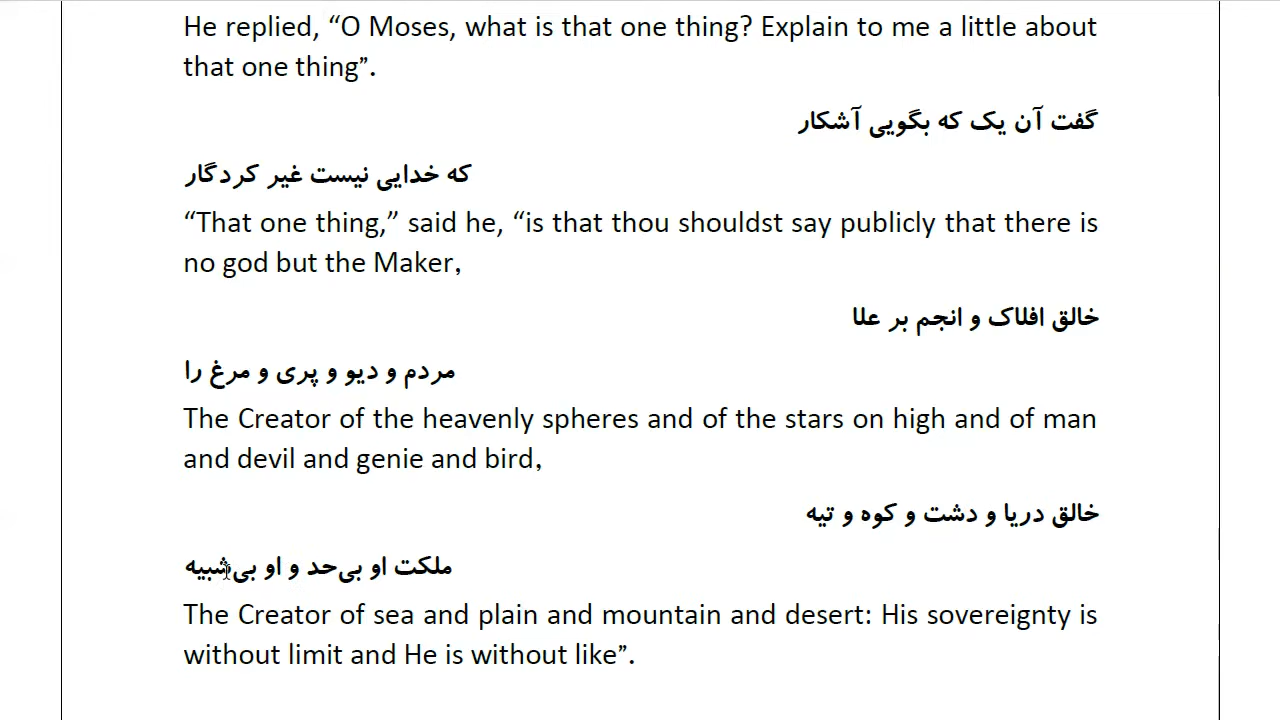 He replied, “O Moses, what is that one thing? Explain to me a little about
that one thing”.
گفت آن یک که بگویی آشکار
که خدایی نیست غیر کردگار
“That one thing,” said he, “is that thou shouldst say publicly that there is
no god but the Maker,
خالق افلاک و انجم بر علا
مردم و دیو و پری و مرغ را
The Creator of the heavenly spheres and of the stars on high and of man
and devil and genie and bird,
خالق دریا و دشت و کوه و تیه
ملکت او بی‌حد و او بی‌شبیه
The Creator of sea and plain and mountain and desert: His sovereignty is
without limit and He is without like”.